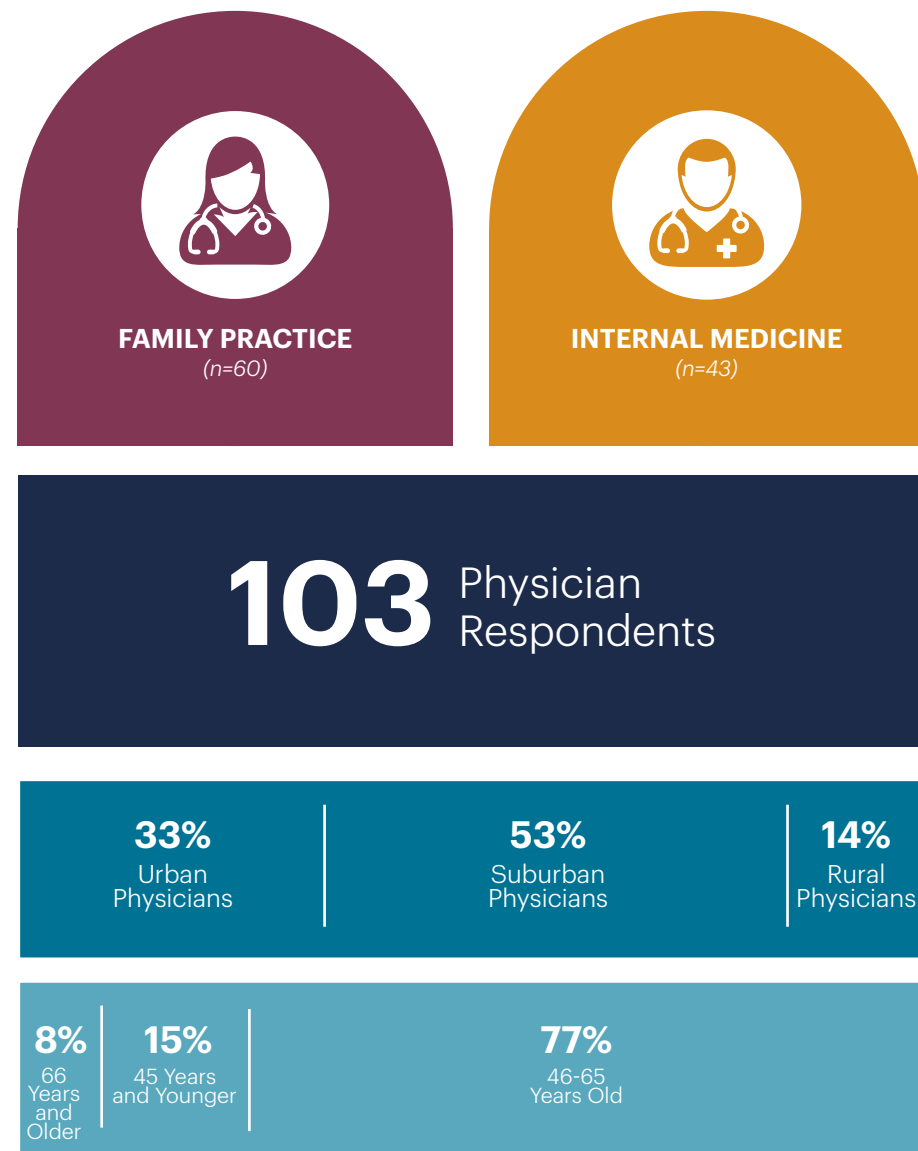 FAMILY PRACTICE
(n=60)
INTERNAL MEDICINE
(n=43)
103
Physician
Respondents
33%
Urban
Physicians
53%
Suburban
Physicians
14%
Rural
Physicians
8%
66
Years
and
Older
15%
45 Years
and Younger
77%
46-65
Years Old